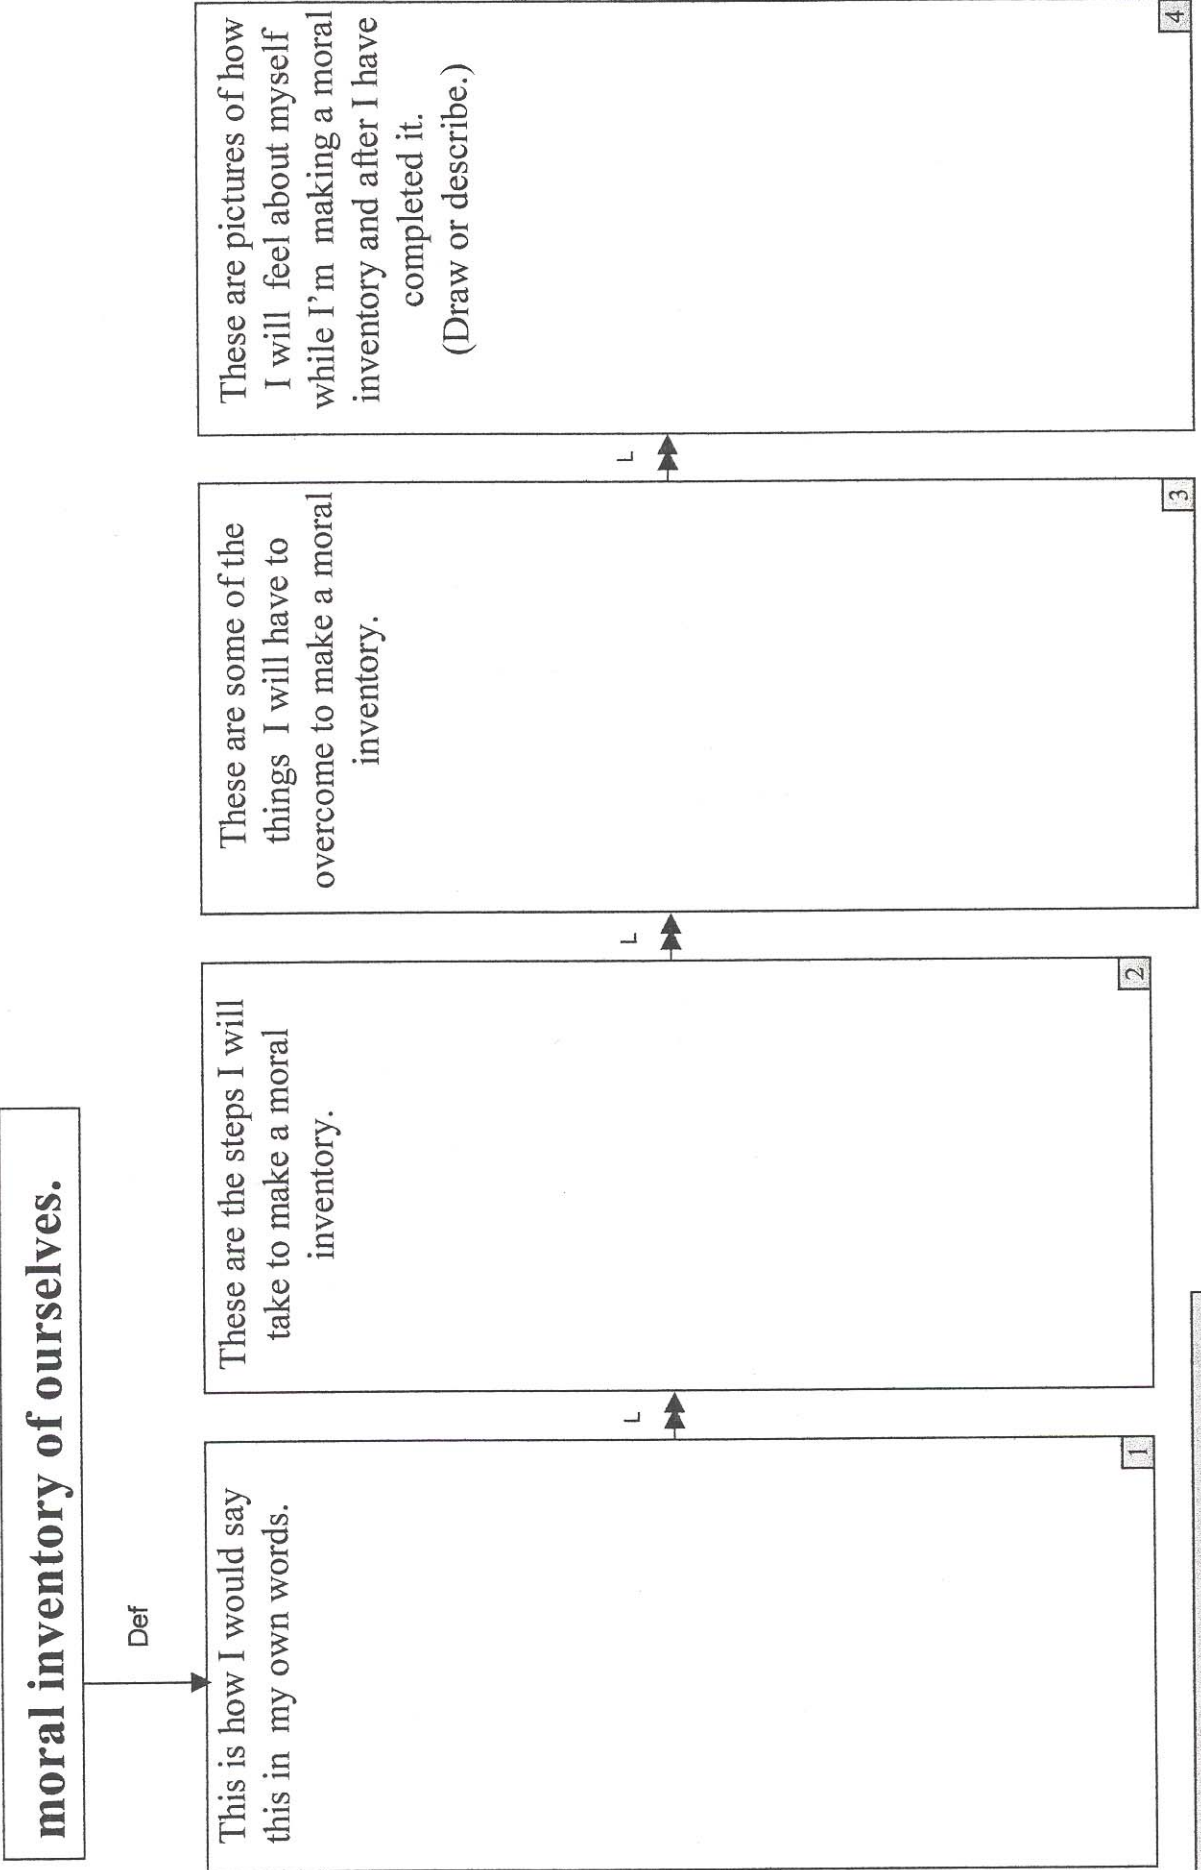 moral inventory of ourselves.
Def
This is how I would say
this in my own words.
1
L
These are the steps I will
take to make a moral
inventory.
2
L
These are some of the
things I will have to
overcome to make a moral
inventory.
3
L
These are pictures of how
I will feel about myself
while I'm making a moral
inventory and after I have
completed it.
(Draw or describe.)
4